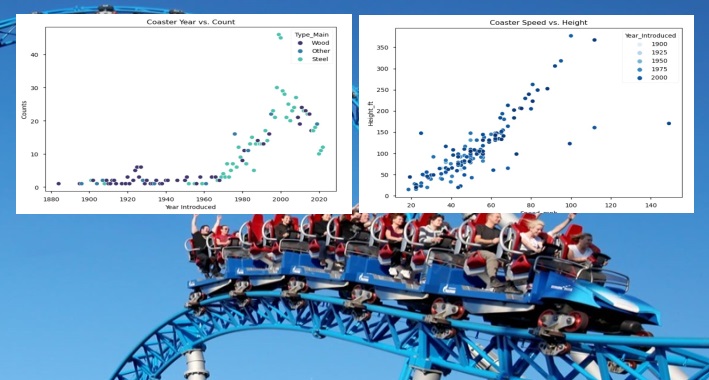 Coaster Year vs. Count
Type_Main
Wood
Other
Steel
Counts
40
30
20
10
0
1880 1900 1920 1940 1960 1980 2000 2020
Year Introduced
Coaster Speed vs. Height
Year_Introduced
1900
1925
1950
1975
2000
Height_ft
350
300
250
200
150
100
50
0
20 40 60 80 100 120 140